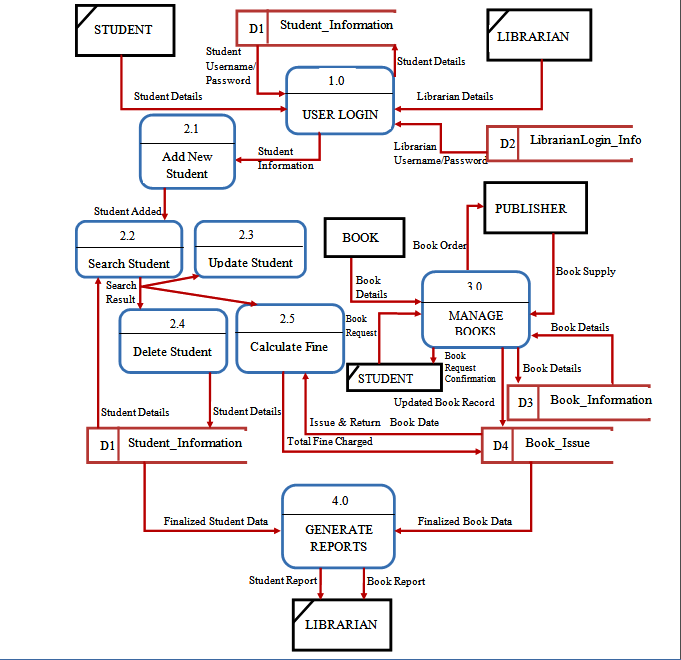 STUDENT
D1
Student_Information
LIBRARIAN
Student
Username/
Password
Student Details
1.0
USER LOGIN
Student Details
Librarian Details
2.1
Add New
Student
Student
Information
Librarian
Username/Password
D2
LibrarianLogin_Info
Student Added
PUBLISHER
2.2
Search Student
2.3
Update Student
BOOK
Book Order
Book Supply
Search
Result
Book
Details
3.0
MANAGE
BOOKS
2.4
Delete Student
2.5
Calculate Fine
Book
Request
Book Details
STUDENT
Book
Request
Confirmation
Book Details
Updated Book Record
D3
Book_Information
Student Details
Student Details
Issue & Return Book Date
Total Fine Charged
D1
Student_Information
D4
Book_Issue
4.0
GENERATE
REPORTS
Finalized Student Data
Finalized Book Data
Student Report
Book Report
LIBRARIAN